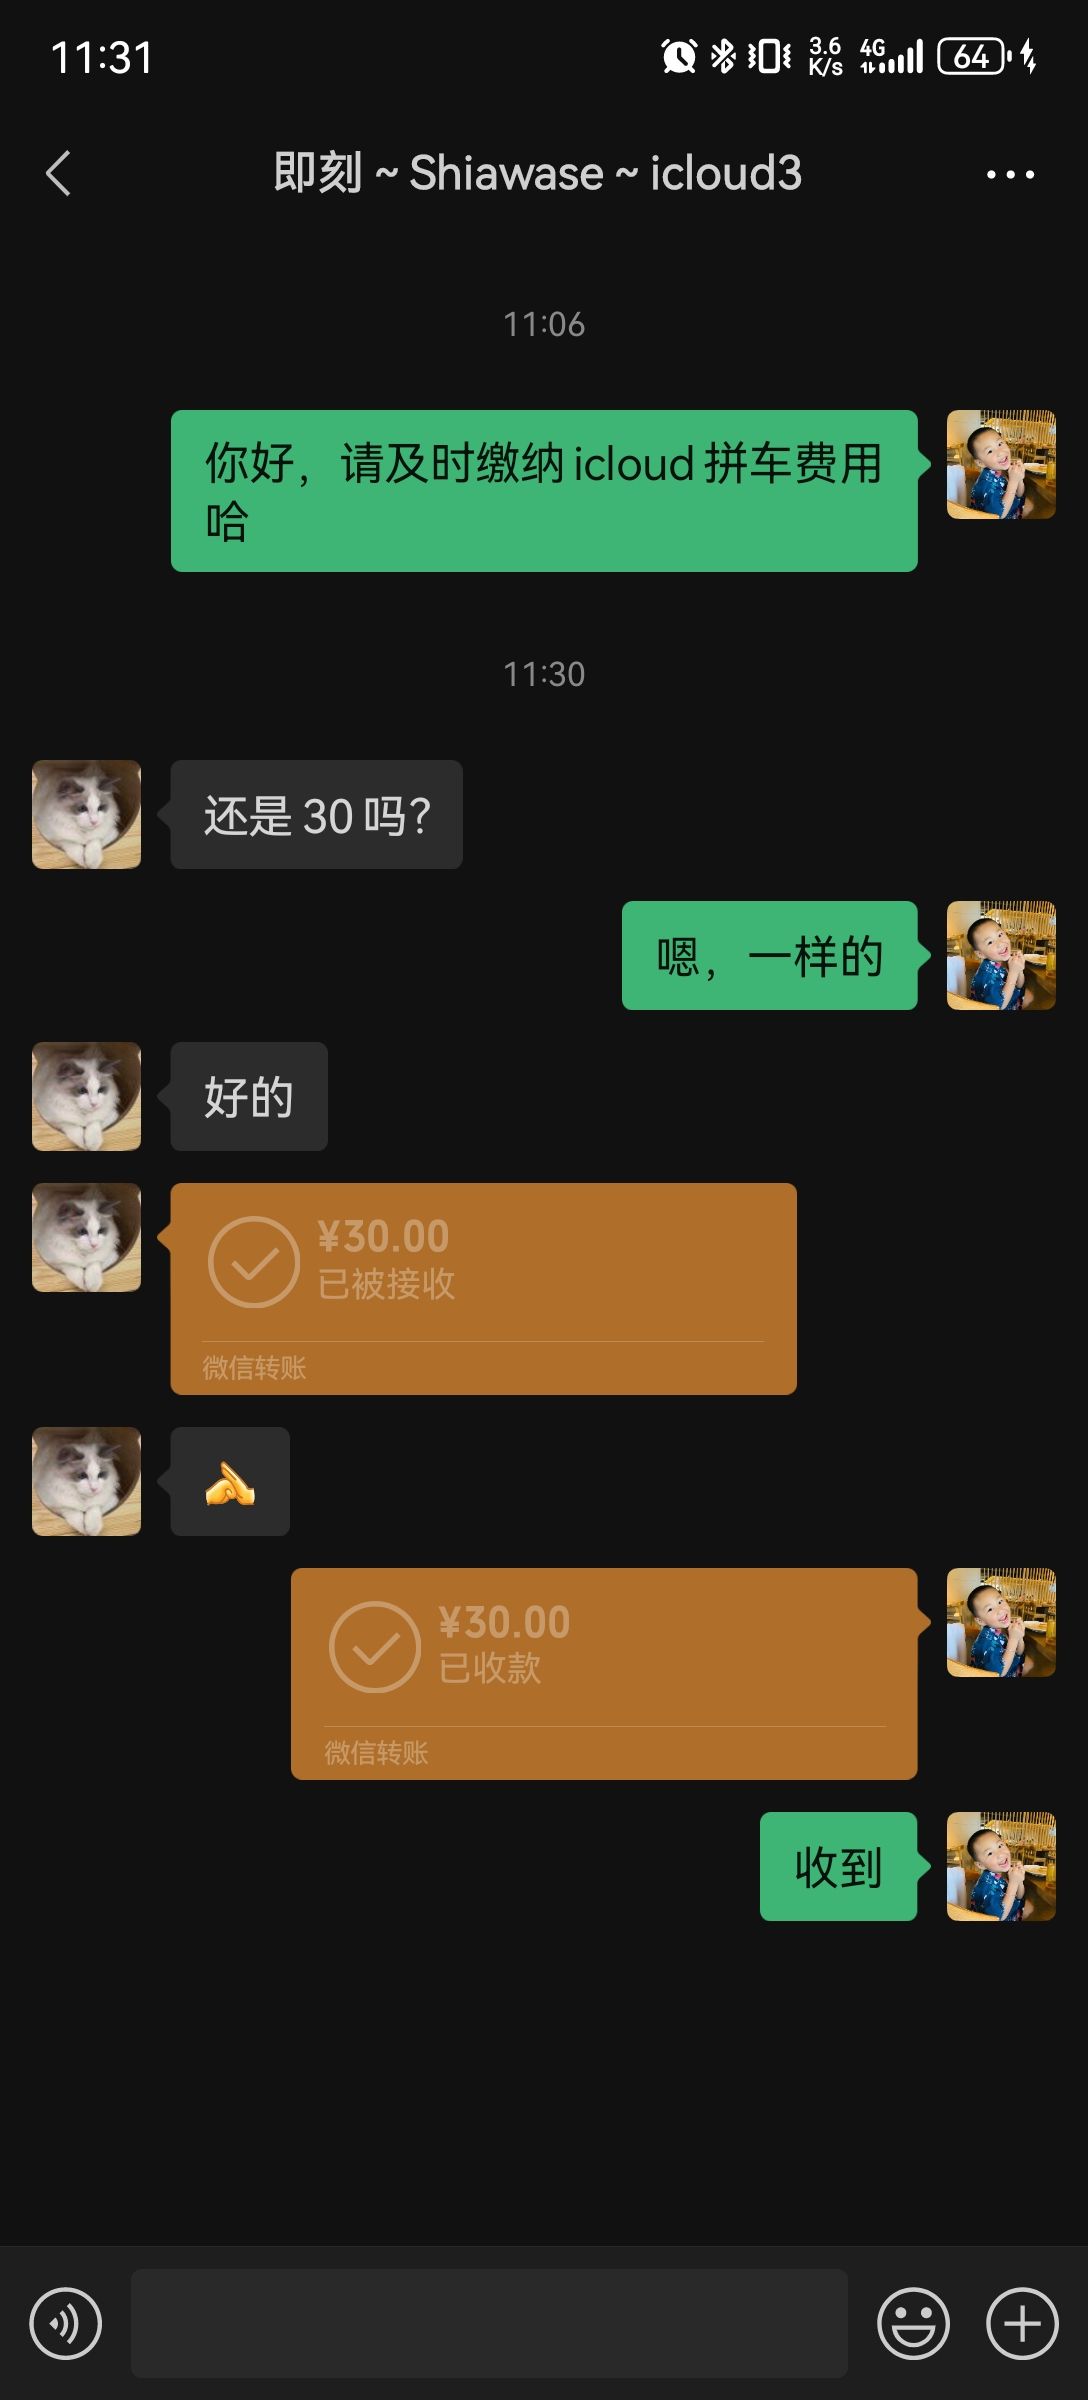 11:31
3.6
K/s
4G
64
即刻 ~ Shiawase ~ icloud3
11:06
你好，请及时缴纳 icloud 拼车费用
哈
11:30
还是 30 吗？
嗯，一样的
好的
¥30.00
已被接收
微信转账
¥30.00
已收款
微信转账
收到